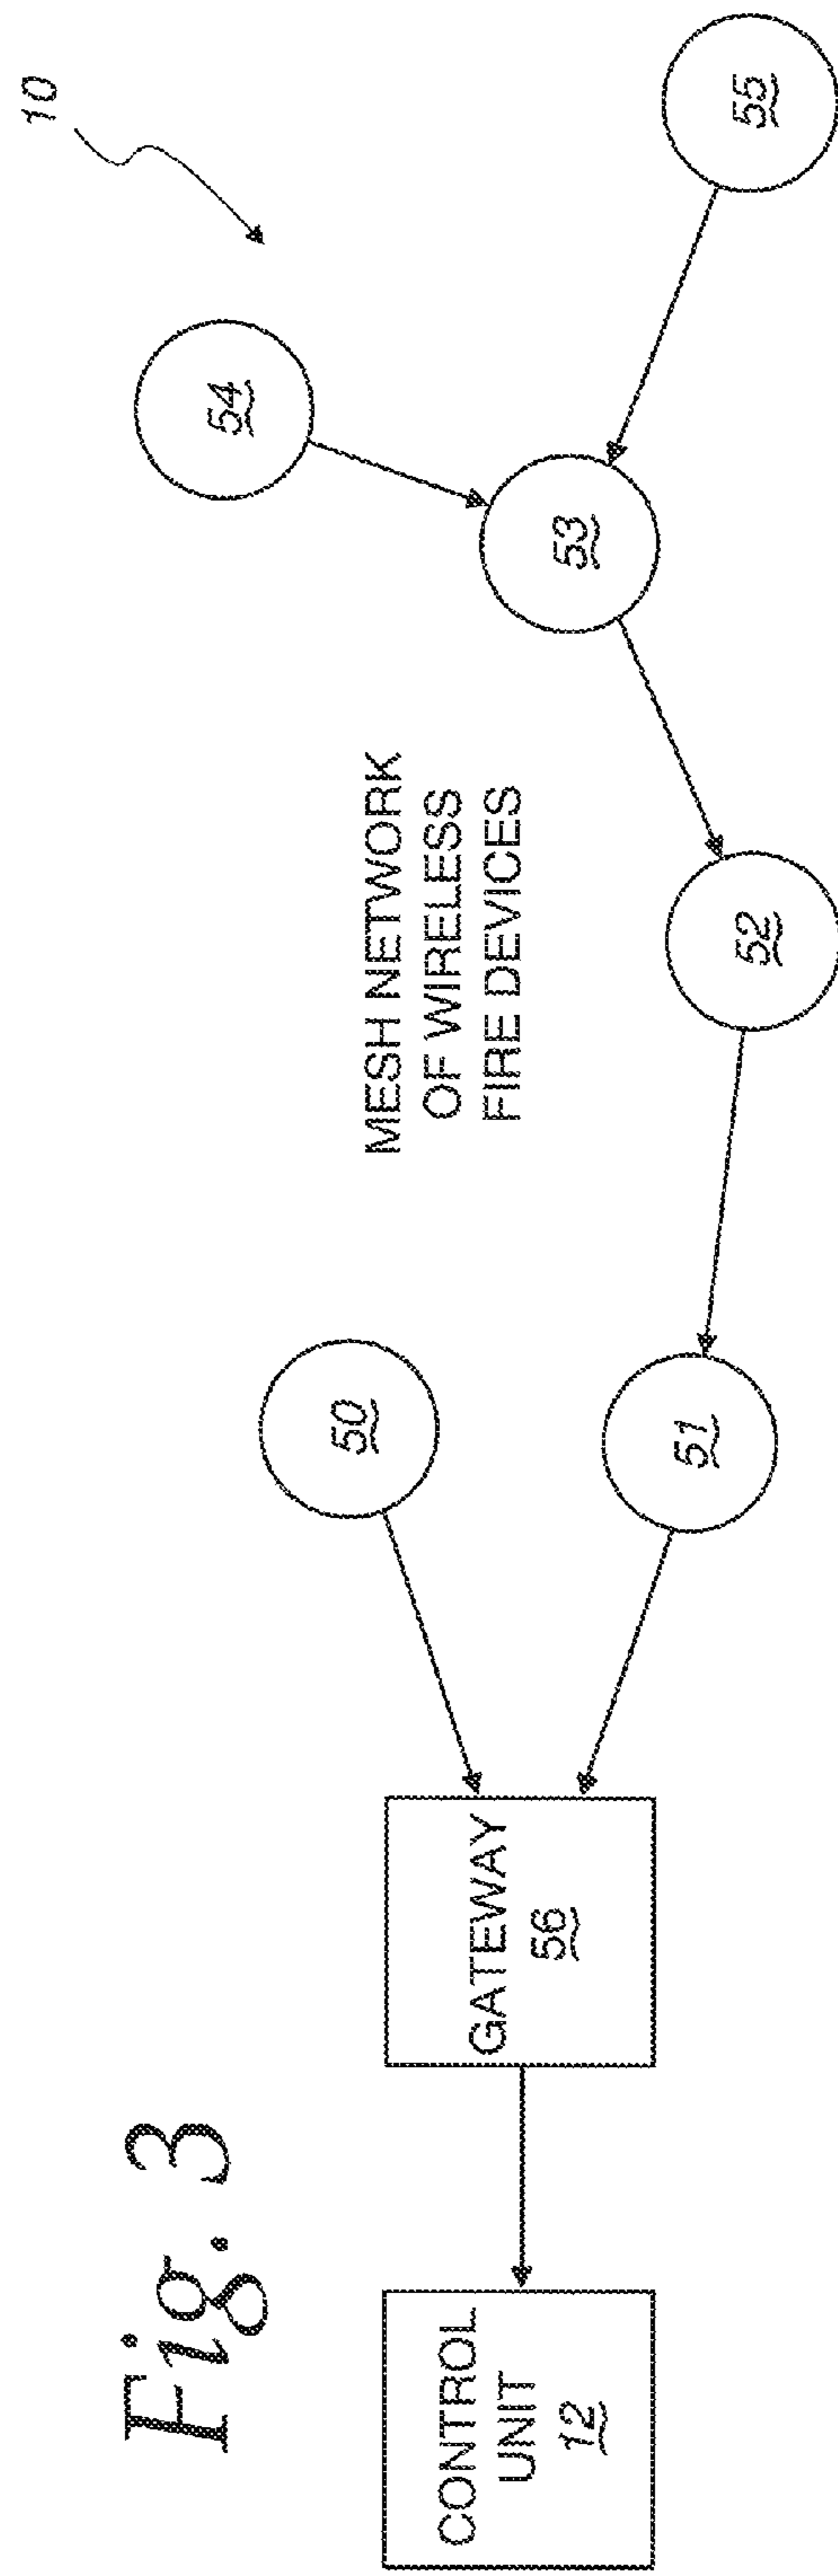 Fig. 3
10
54
55
53
MESH NETWORK
OF WIRELESS
FIRE DEVICES
52
50
51
GATEWAY
56
CONTROL
UNIT
12